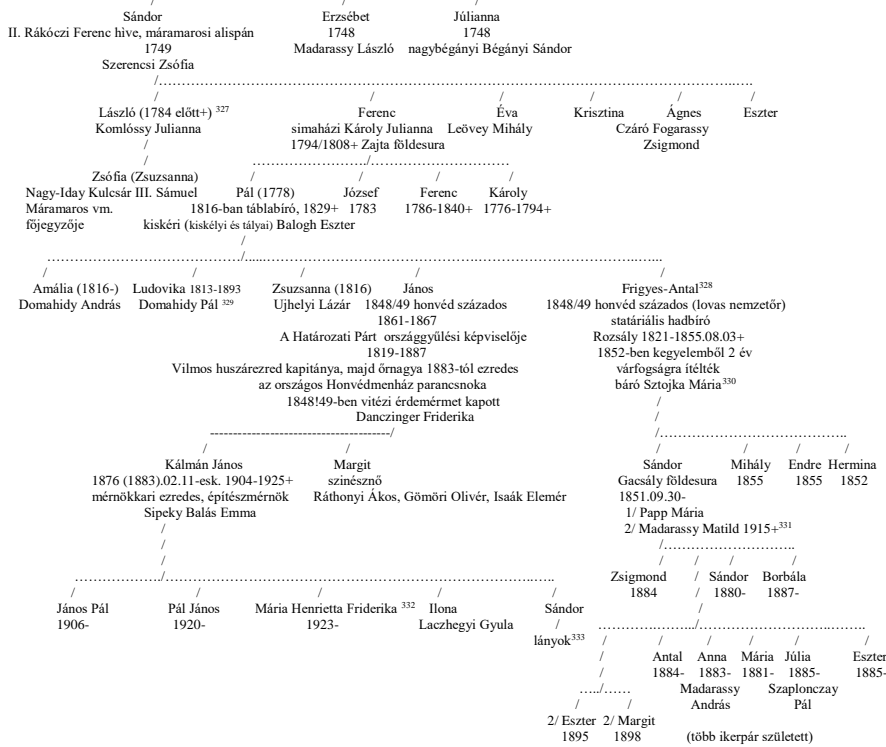 Sándor Erzsébet Júlianna
II. Rákóczi Ferenc híve, máramarosi alispán 1748 1748
1749 Madarassy László nagybégányi Bégányi Sándor
Szerencsi Zsófia
/…………………………………………………………………………………………………..….
/ / / / / /
László (1784 előtt+) 327 Ferenc Éva Krisztina Ágnes Eszter
Komlóssy Julianna simaházi Károly Julianna Leövey Mihály Czáró Fogarassy
/ 1794/1808+ Zajta földesura Zsigmond
/ ……………………./…………………………
Zsófia (Zsuzsanna) / / / /
Nagy-Iday Kulcsár III. Sámuel Pál (1778) József Ferenc Károly
Máramaros vm. 1816-ban táblabíró, 1829+ 1783 1786-1840+ 1776-1794+
főjegyzője kiskéri (kiskélyi és tályai) Balogh Eszter
/
…………………………………/.....………………………………………………………………..…...
/ / / / /
Amália (1816-) Ludovika 1813-1893 Zsuzsanna (1816) János Frigyes-Antal328
Domahidy András Domahidy Pál 329 Ujhelyi Lázár 1848/49 honvéd százados 1848/49 honvéd százados (lovas nemzetőr)
1861-1867 statáriális hadbíró
A Határozati Párt országgyűlési képviselője Rozsály 1821-1855.08.03+
1819-1887 1852-ben kegyelemből 2 év
Vilmos huszárezred kapitánya, majd őrnagya 1883-tól ezredes várfogságra ítélték
az országos Honvédmenház parancsnoka báró Sztojka Mária330
1848!49-ben vitézi érdemérmet kapott /
Danczinger Friderika /
---------------------------------------/ /……………………………..
/ / / / / /
Kálmán János Margit Sándor Mihály Endre Hermina
1876 (1883).02.11-esk. 1904-1925+ szinésznő Gacsály földesura 1855 1855 1852
mérnökkari ezredes, építészmérnök Ráthonyi Ákos, Gömöri Olivér, Isaák Elemér 1851.09.30-
Sipeky Balás Emma 1/ Papp Mária
/ 2/ Madarassy Matild 1915+331
/ /……………………..
/ / / / /
………………./………………………………………………………………..….. Zsigmond / Sándor Borbála
/ / / / / 1884 / 1880- 1887-
János Pál Pál János Mária Henrietta Friderika 332 Ilona Sándor /
1906- 1920- 1923- Laczhegyi Gyula / ………………../…………………………..……..
lányok333 / / / / / /
/ Antal Anna Mária Júlia Eszter
/ 1884- 1883- 1881- 1885- 1885-
…../…… Madarassy Szaplonczay
/ / András Pál
2/ Eszter 2/ Margit
1895 1898 (több ikerpár született)